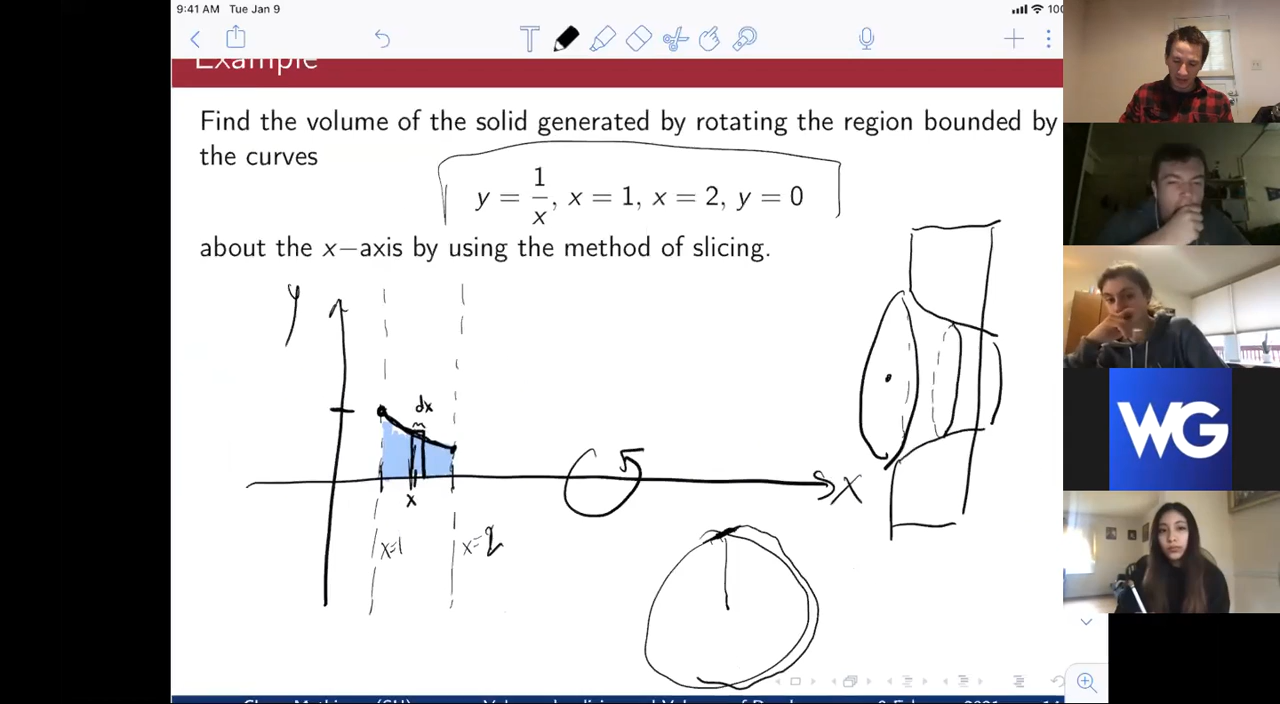 9:41 AM Tue Jan 9
100
Example
Find the volume of the solid generated by rotating the region bounded by
the curves
y = 1/x, x = 1, x = 2, y = 0
about the x−axis by using the method of slicing.
y
dx
x
x
x=1
x=2
WG